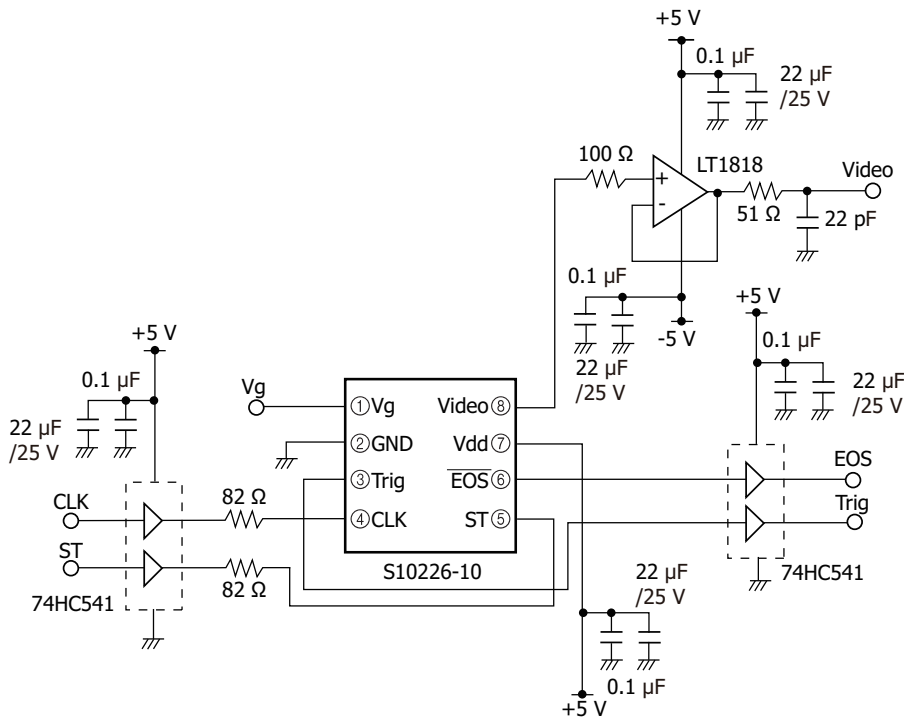 +5 V
0.1 µF
22 µF
/25 V
100 Ω
LT1818
+
-
Video
51 Ω
22 pF
0.1 µF
22 µF
/25 V
-5 V
+5 V
0.1 µF
22 µF
/25 V
+5 V
0.1 µF
22 µF
/25 V
Vg
①Vg
②GND
③Trig
④CLK
Video⑧
Vdd⑦
EOS⑥
ST⑤
S10226-10
CLK
ST
82 Ω
82 Ω
74HC541
EOS
Trig
74HC541
22 µF
/25 V
0.1 µF
+5 V